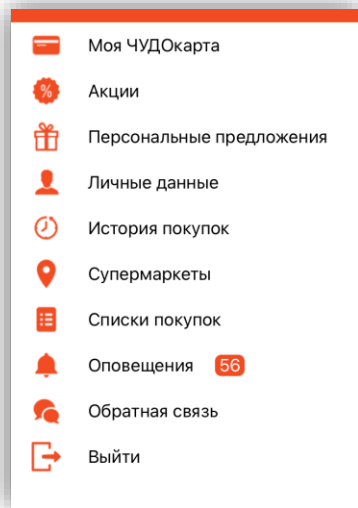 Моя ЧУДОкарта
Акции
Персональные предложения
Личные данные
История покупок
Супермаркеты
Списки покупок
Оповещения 56
Обратная связь
Выйти